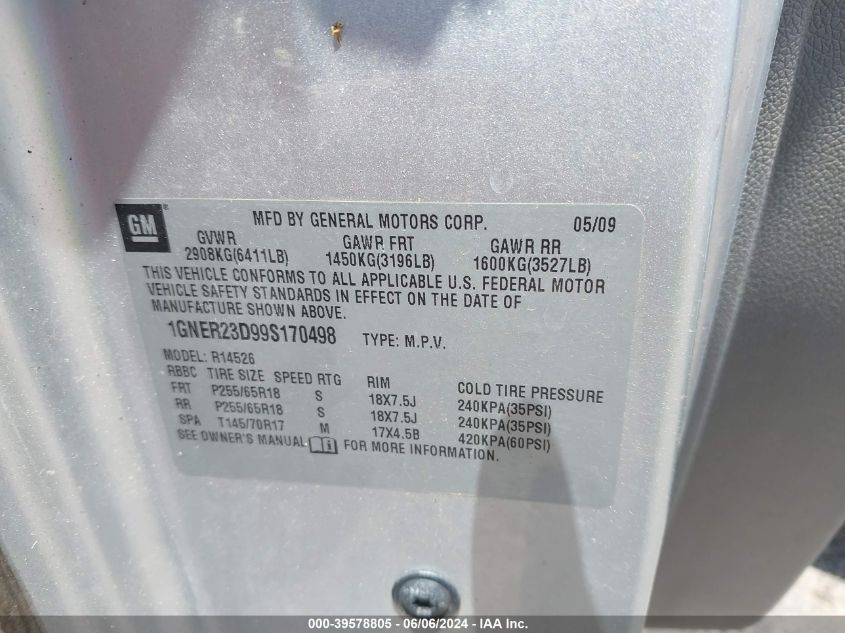 GM
MFD BY GENERAL MOTORS CORP. 05/09
GVWR GAWR FRT GAWR RR
2908KG(6411LB) 1450KG(3196LB) 1600KG(3527LB)
THIS VEHICLE CONFORMS TO ALL APPLICABLE U.S. FEDERAL MOTOR
VEHICLE SAFETY STANDARDS IN EFFECT ON THE DATE OF
MANUFACTURE SHOWN ABOVE.
1GNER23D99S170498 TYPE: M.P.V.
MODEL: R14526
RBBC TIRE SIZE SPEED RTG RIM COLD TIRE PRESSURE
FRT P255/65R18 S 18X7.5J 240KPA(35PSI)
RR P255/65R18 S 18X7.5J 240KPA(35PSI)
SPA T145/70R17 M 17X4.5B 420KPA(60PSI)
SEE OWNER'S MANUAL FOR MORE INFORMATION.
000-39578805 - 06/06/2024 - IAA Inc.